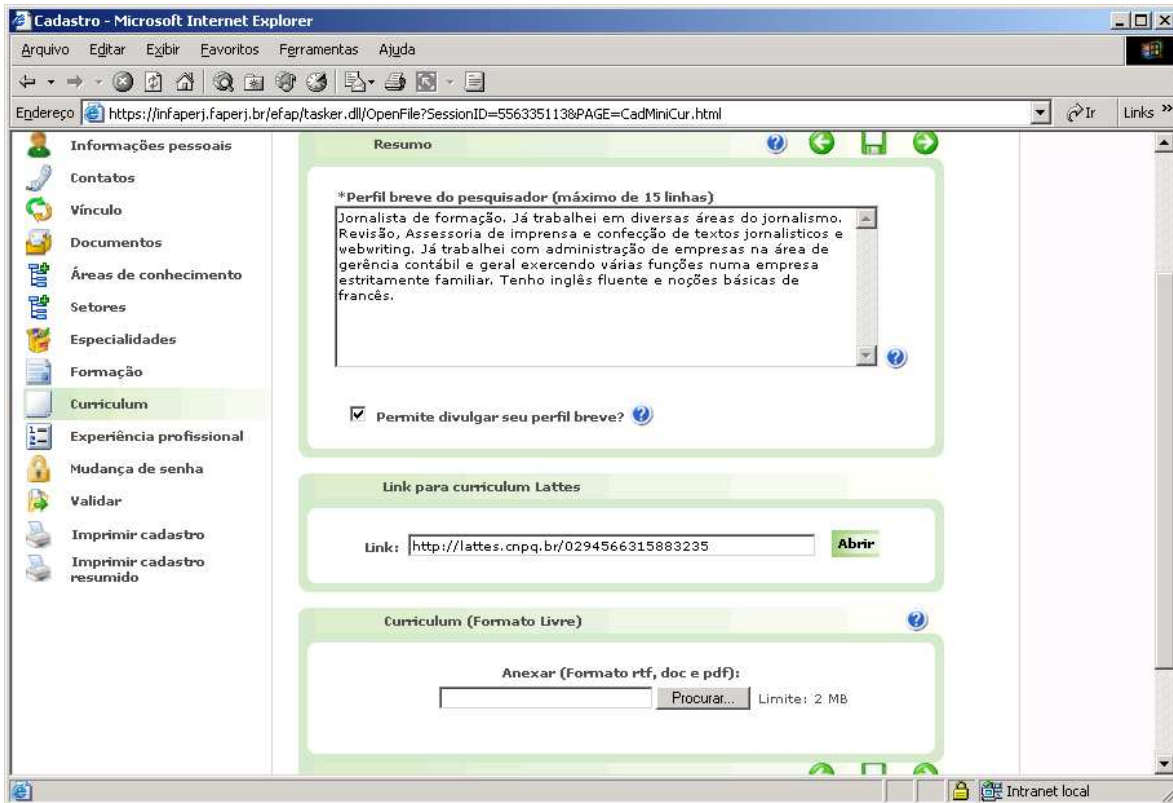 Cadastro - Microsoft Internet Explorer
Arquivo Editar Exibir Favoritos Ferramentas Ajuda
Endereço https://infaperj.faperj.br/efap/tasker.dll/OpenFile?SessionID=556335113&PAGE=CadMiniCur.html Ir Links »
Informações pessoais
Contatos
Vínculo
Documentos
Áreas de conhecimento
Setores
Especialidades
Formação
Curriculum
Experiência profissional
Mudança de senha
Validar
Imprimir cadastro
Imprimir cadastro
resumido
Resumo
*Perfil breve do pesquisador (máximo de 15 linhas)
Jornalista de formação. Já trabalhei em diversas áreas do jornalismo.
Revisão, Assessoria de imprensa e confecção de textos jornalisticos e
webwriting. Já trabalhei com administração de empresas na área de
gerência contábil e geral exercendo várias funções numa empresa
estritamente familiar. Tenho inglês fluente e noções básicas de
francês.
Permite divulgar seu perfil breve?
Link para curriculum Lattes
Link: http://lattes.cnpq.br/0294566315883235 Abrir
Curriculum (Formato Livre)
Anexar (Formato rtf, doc e pdf):
Procurar... Limite: 2 MB
Intranet local